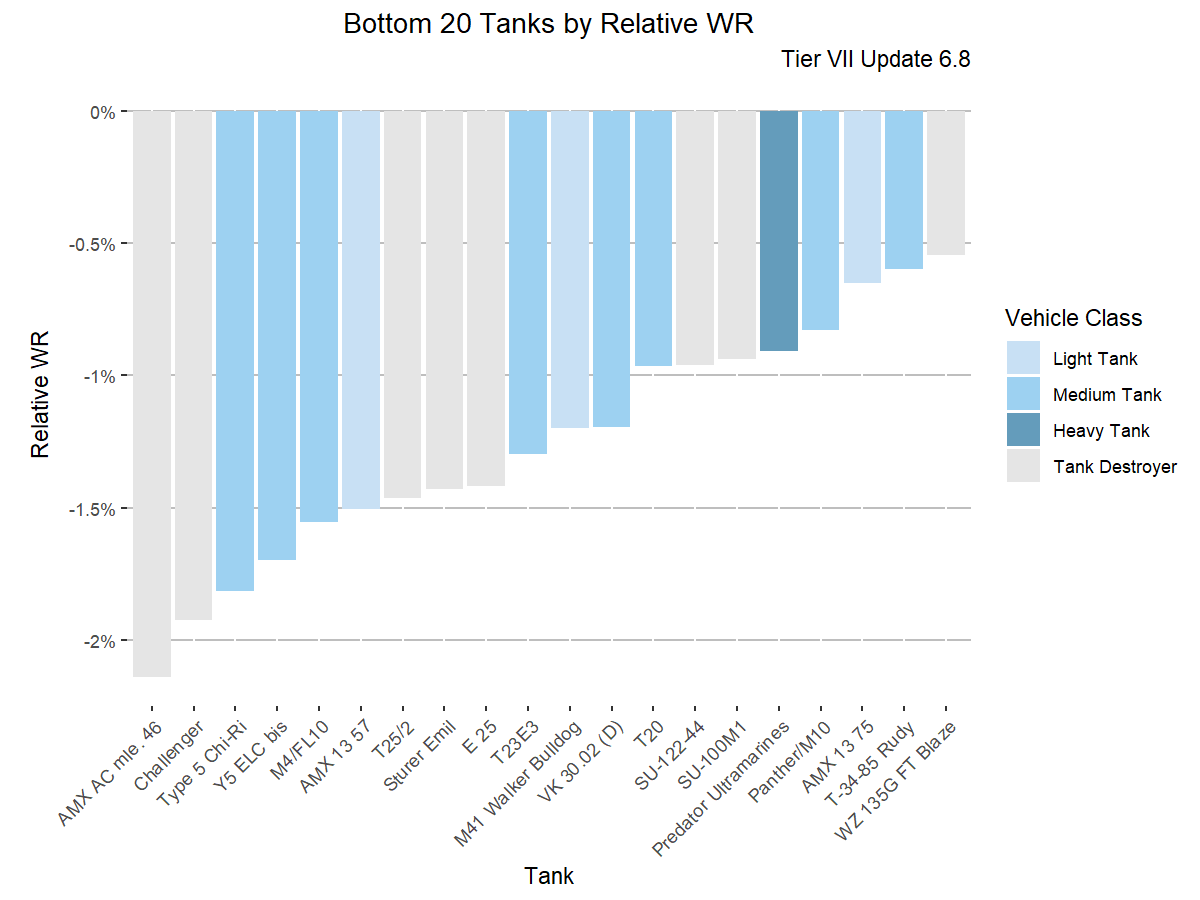 Bottom 20 Tanks by Relative WR
Tier VII Update 6.8
Relative WR
0%
-0.5%
-1%
-1.5%
-2%
AMX AC mle. 46
Challenger
Type 5 Chi-Ri
Y5 ELC bis
M4/FL10
AMX 13 57
T25/2
Sturer Emil
E 25
T23E3
M41 Walker Bulldog
VK 30.02 (D)
T20
SU-122-44
SU-100M1
Predator Ultramarines
Panther/M10
AMX 13 75
T-34-85 Rudy
WZ 135G FT Blaze
Tank
Vehicle Class
Light Tank
Medium Tank
Heavy Tank
Tank Destroyer